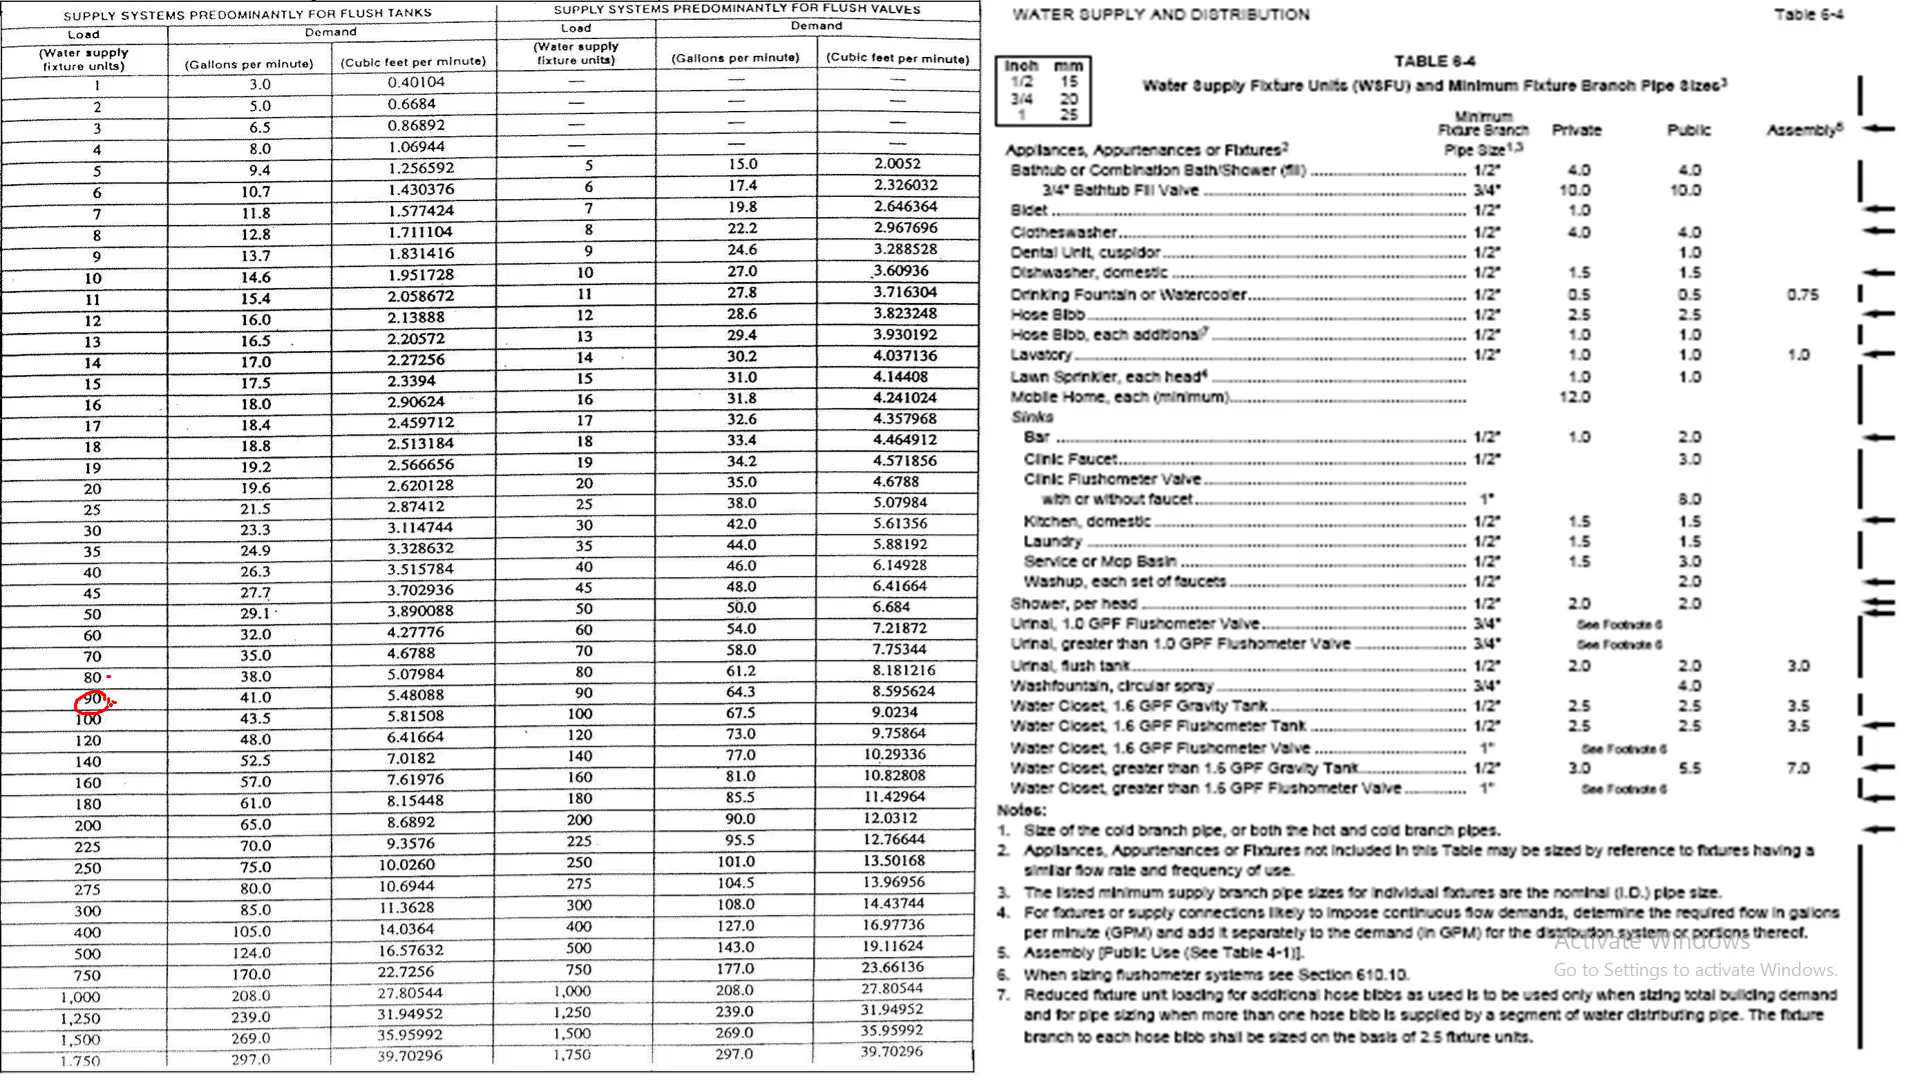 SUPPLY SYSTEMS PREDOMINANTLY FOR FLUSH TANKS SUPPLY SYSTEMS PREDOMINANTLY FOR FLUSH VALVES
Load Demand Load Demand
(Water supply fixture units) (Gallons per minute) (Cubic feet per minute) (Water supply fixture units) (Gallons per minute) (Cubic feet per minute)
1 3.0 0.40104 — — —
2 5.0 0.6684 — — —
3 6.5 0.86892 — — —
4 8.0 1.06944 — — —
5 9.4 1.256592 5 15.0 2.0052
6 10.7 1.430376 6 17.4 2.326032
7 11.8 1.577424 7 19.8 2.646364
8 12.8 1.711104 8 22.2 2.967696
9 13.7 1.831416 9 24.6 3.288528
10 14.6 1.951728 10 27.0 3.60936
11 15.4 2.058672 11 27.8 3.716304
12 16.0 2.13888 12 28.6 3.823248
13 16.5 2.20572 13 29.4 3.930192
14 17.0 2.27256 14 30.2 4.037136
15 17.5 2.3394 15 31.0 4.14408
16 18.0 2.90624 16 31.8 4.241024
17 18.4 2.459712 17 32.6 4.357968
18 18.8 2.513184 18 33.4 4.464912
19 19.2 2.566656 19 34.2 4.571856
20 19.6 2.620128 20 35.0 4.6788
25 21.5 2.87412 25 38.0 5.07984
30 23.3 3.114744 30 42.0 5.61356
35 24.9 3.328632 35 44.0 5.88192
40 26.3 3.515784 40 46.0 6.14928
45 27.7 3.702936 45 48.0 6.41664
50 29.1 3.890088 50 50.0 6.684
60 32.0 4.27776 60 54.0 7.21872
70 35.0 4.6788 70 58.0 7.75344
80 38.0 5.07984 80 61.2 8.181216
90 41.0 5.48088 90 64.3 8.595624
100 43.5 5.81508 100 67.5 9.0234
120 48.0 6.41664 120 73.0 9.75864
140 52.5 7.0182 140 77.0 10.29336
160 57.0 7.61976 160 81.0 10.82808
180 61.0 8.15448 180 85.5 11.42964
200 65.0 8.6892 200 90.0 12.0312
225 70.0 9.3576 225 95.5 12.76644
250 75.0 10.0260 250 101.0 13.50168
275 80.0 10.6944 275 104.5 13.96956
300 85.0 11.3628 300 108.0 14.43744
400 105.0 14.0364 400 127.0 16.97736
500 124.0 16.57632 500 143.0 19.11624
750 170.0 22.7256 750 177.0 23.66136
1,000 208.0 27.80544 1,000 208.0 27.80544
1,250 239.0 31.94952 1,250 239.0 31.94952
1,500 269.0 35.95992 1,500 269.0 35.95992
1,750 297.0 39.70296 1,750 297.0 39.70296
WATER SUPPLY AND DISTRIBUTION Table 6-4
TABLE 6-4
Water Supply Fixture Units (WSFU) and Minimum Fixture Branch Pipe Sizes³
Inch mm
1/2 15
3/4 20
1 25
Appliances, Appurtenances or Fixtures² Minimum Fixture Branch Pipe Size1,3 Private Public Assembly5
Bathtub or Combination Bath/Shower (fill) 1/2" 4.0 4.0
3/4" Bathtub Fill Valve 3/4" 10.0 10.0
Bidet 1/2" 1.0
Clotheswasher 1/2" 4.0 4.0
Dental Unit, cuspidor 1/2" 1.0
Dishwasher, domestic 1/2" 1.5 1.5
Drinking Fountain or Watercooler 1/2" 0.5 0.5 0.75
Hose Bibb 1/2" 2.5 2.5
Hose Bibb, each additional7 1/2" 1.0 1.0
Lavatory 1/2" 1.0 1.0 1.0
Lawn Sprinkler, each head4 1.0 1.0
Mobile Home, each (minimum) 12.0
Sinks
Bar 1/2" 1.0 2.0
Clinic Faucet 1/2" 3.0
Clinic Flushometer Valve
with or without faucet 1" 8.0
Kitchen, domestic 1/2" 1.5 1.5
Laundry 1/2" 1.5 1.5
Service or Mop Basin 1/2" 1.5 3.0
Washup, each set of faucets 1/2" 2.0
Shower, per head 1/2" 2.0 2.0
Urinal, 1.0 GPF Flushometer Valve 3/4" See Footnote 6
Urinal, greater than 1.0 GPF Flushometer Valve 3/4" See Footnote 6
Urinal, flush tank 1/2" 2.0 2.0 3.0
Washfountain, circular spray 3/4" 4.0
Water Closet, 1.6 GPF Gravity Tank 1/2" 2.5 2.5 3.5
Water Closet, 1.6 GPF Flushometer Tank 1/2" 2.5 2.5 3.5
Water Closet, 1.6 GPF Flushometer Valve 1" See Footnote 6
Water Closet, greater than 1.6 GPF Gravity Tank 1/2" 3.0 5.5 7.0
Water Closet, greater than 1.6 GPF Flushometer Valve 1" See Footnote 6
Notes:
1. Size of the cold branch pipe, or both the hot and cold branch pipes.
2. Appliances, Appurtenances or Fixtures not included in this Table may be sized by reference to fixtures having a
similar flow rate and frequency of use.
3. The listed minimum supply branch pipe sizes for individual fixtures are the nominal (I.D.) pipe size.
4. For fixtures or supply connections likely to impose continuous flow demands, determine the required flow in gallons
per minute (GPM) and add it separately to the demand (in GPM) for the distribution system or portions thereof.
5. Assembly [Public Use (See Table 4-1)].
6. When sizing flushometer systems see Section 610.10.
7. Reduced fixture unit loading for additional hose bibbs as used is to be used only when sizing total building demand
and for pipe sizing when more than one hose bibb is supplied by a segment of water distributing pipe. The fixture
branch to each hose bibb shall be sized on the basis of 2.5 fixture units.
Activate Windows
Go to Settings to activate Windows.